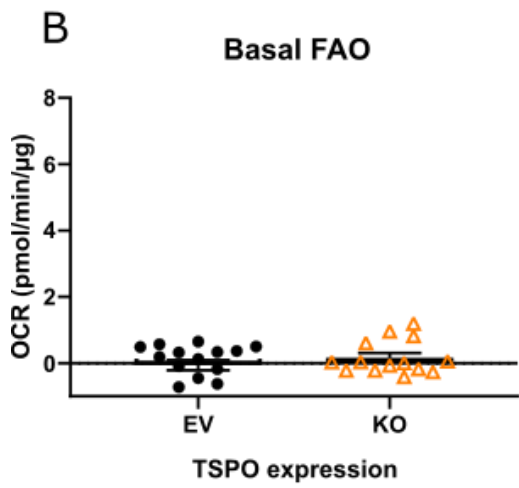 B
Basal FAO
OCR (pmol/min/µg)
8
6
4
2
0
EV
KO
TSPO expression